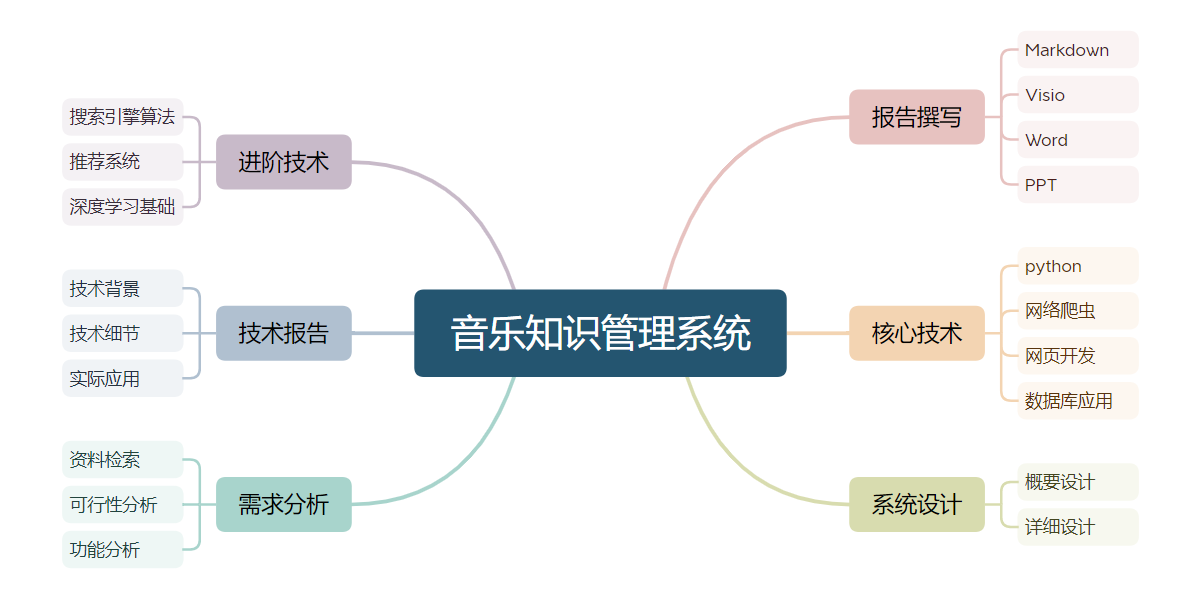 音乐知识管理系统
报告撰写
Markdown
Visio
Word
PPT
核心技术
python
网络爬虫
网页开发
数据库应用
系统设计
概要设计
详细设计
进阶技术
搜索引擎算法
推荐系统
深度学习基础
技术报告
技术背景
技术细节
实际应用
需求分析
资料检索
可行性分析
功能分析